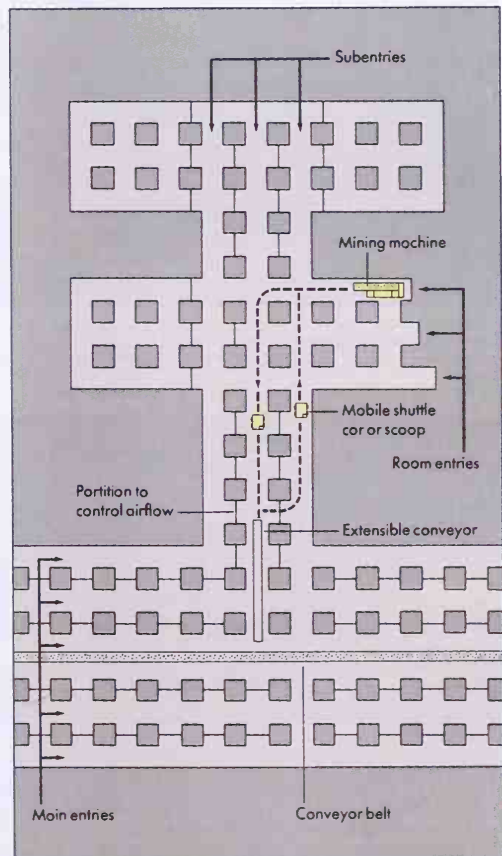 Subentries
Mining mochine
Mobile shuttle
cor or scoop
Room entries
Partition to
control airflow
Extensible conveyor
Moin entries
Conveyor belt